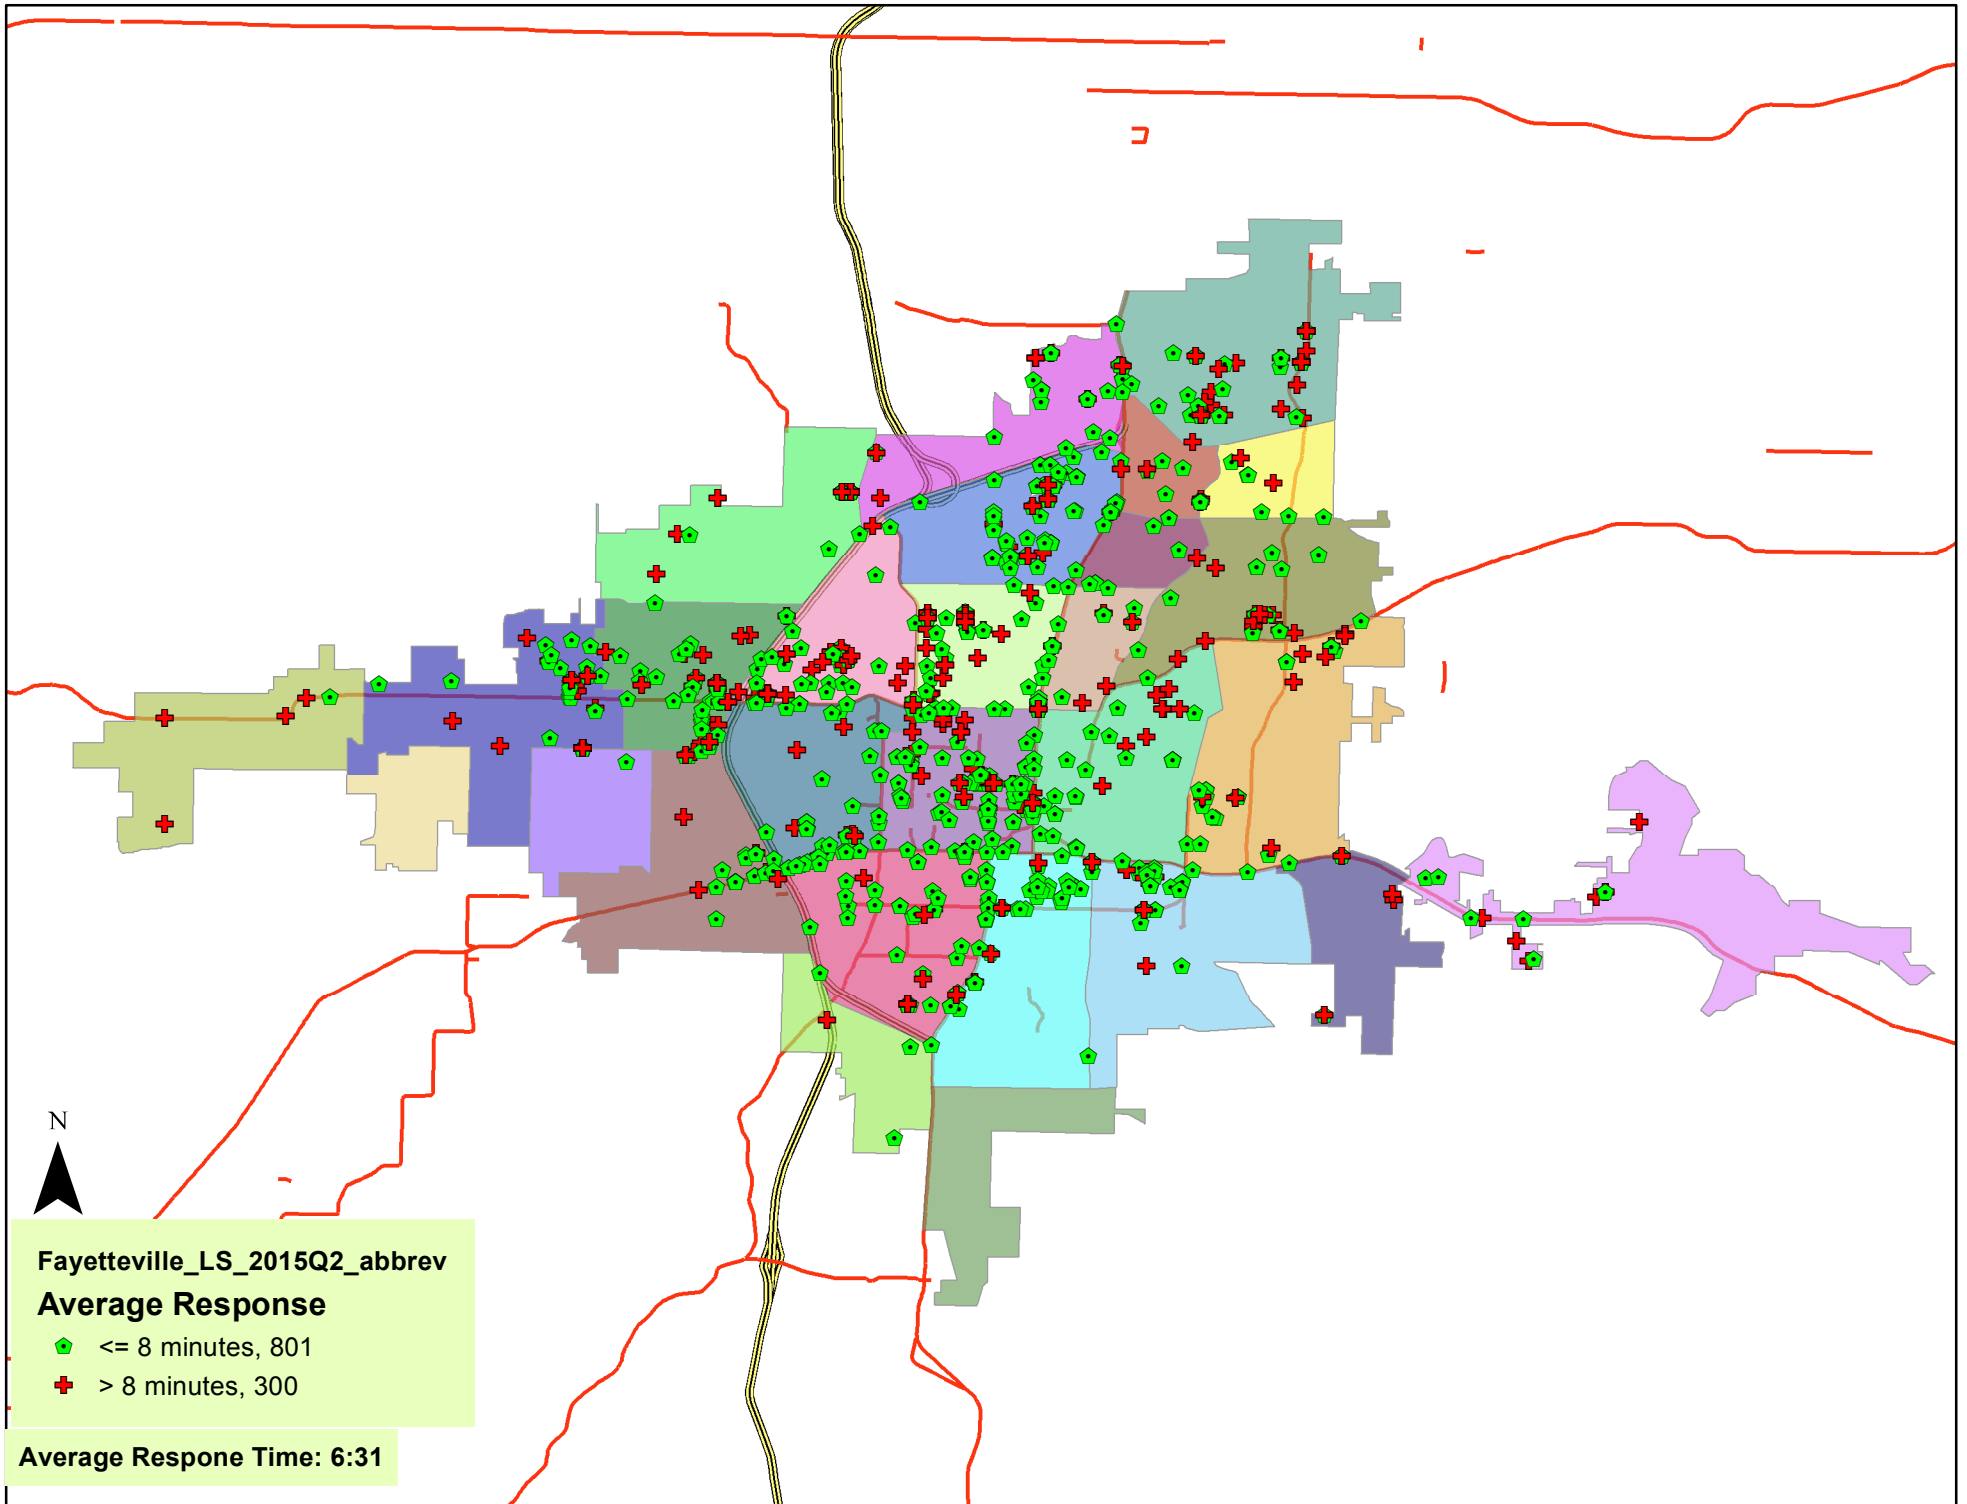 N
Fayetteville_LS_2015Q2_abbrev
Average Response
<= 8 minutes, 801
> 8 minutes, 300
Average Respone Time: 6:31